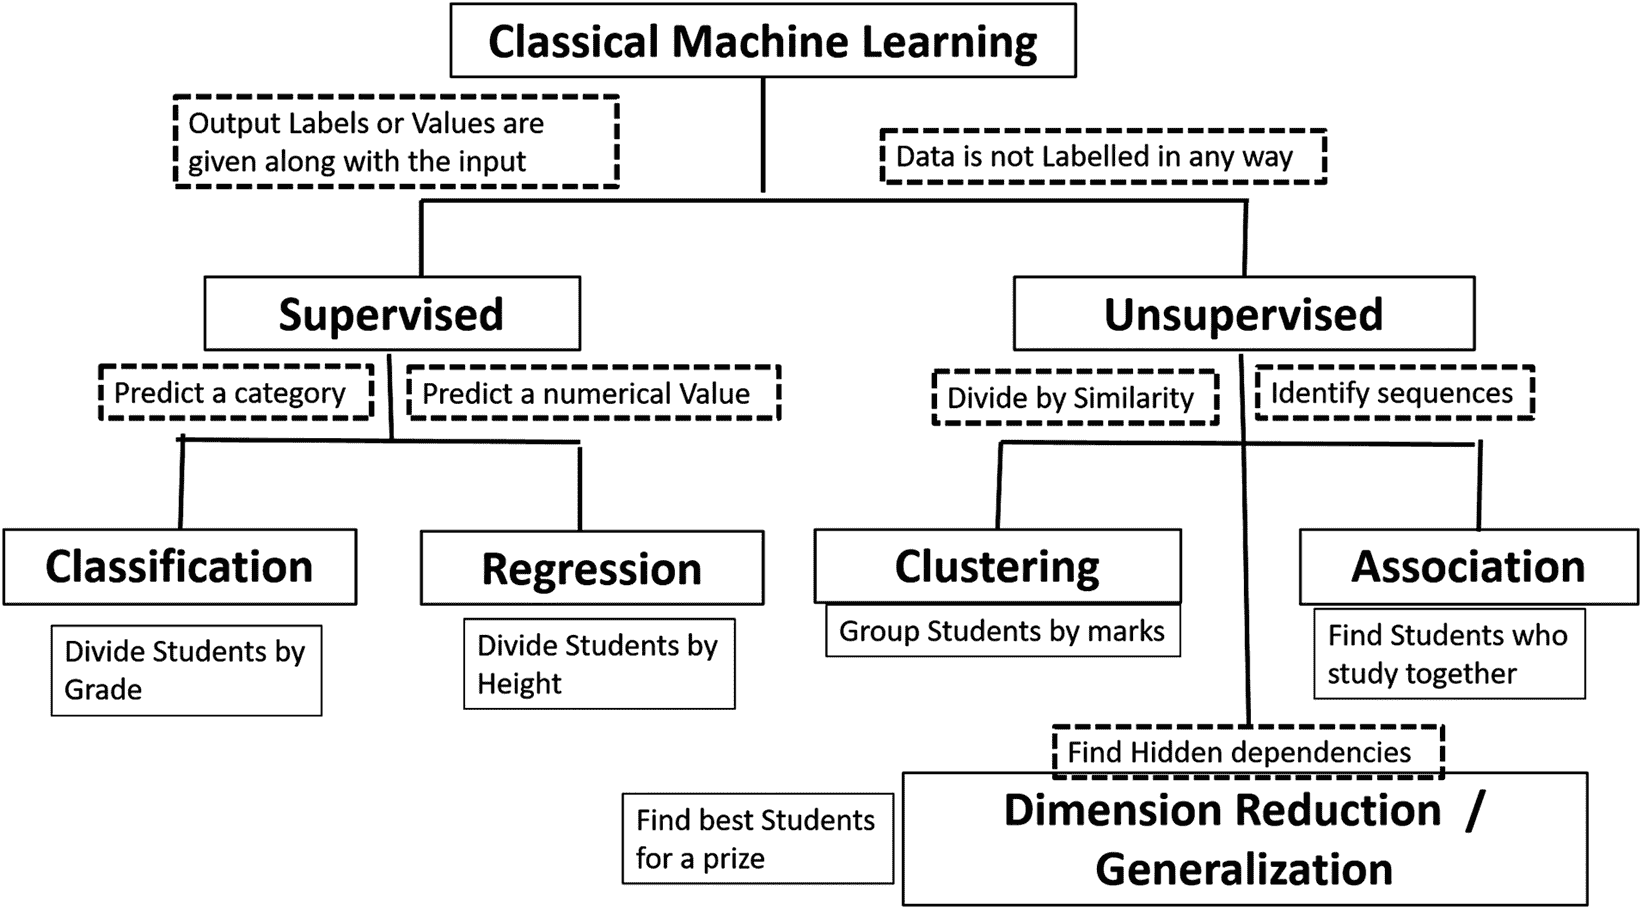 Classical Machine Learning
Output Labels or Values are
given along with the input
Data is not Labelled in any way
Supervised
Unsupervised
Predict a category
Predict a numerical Value
Divide by Similarity
Identify sequences
Classification
Regression
Clustering
Association
Divide Students by
Grade
Divide Students by
Height
Group Students by marks
Find Students who
study together
Find Hidden dependencies
Find best Students
for a prize
Dimension Reduction /
Generalization